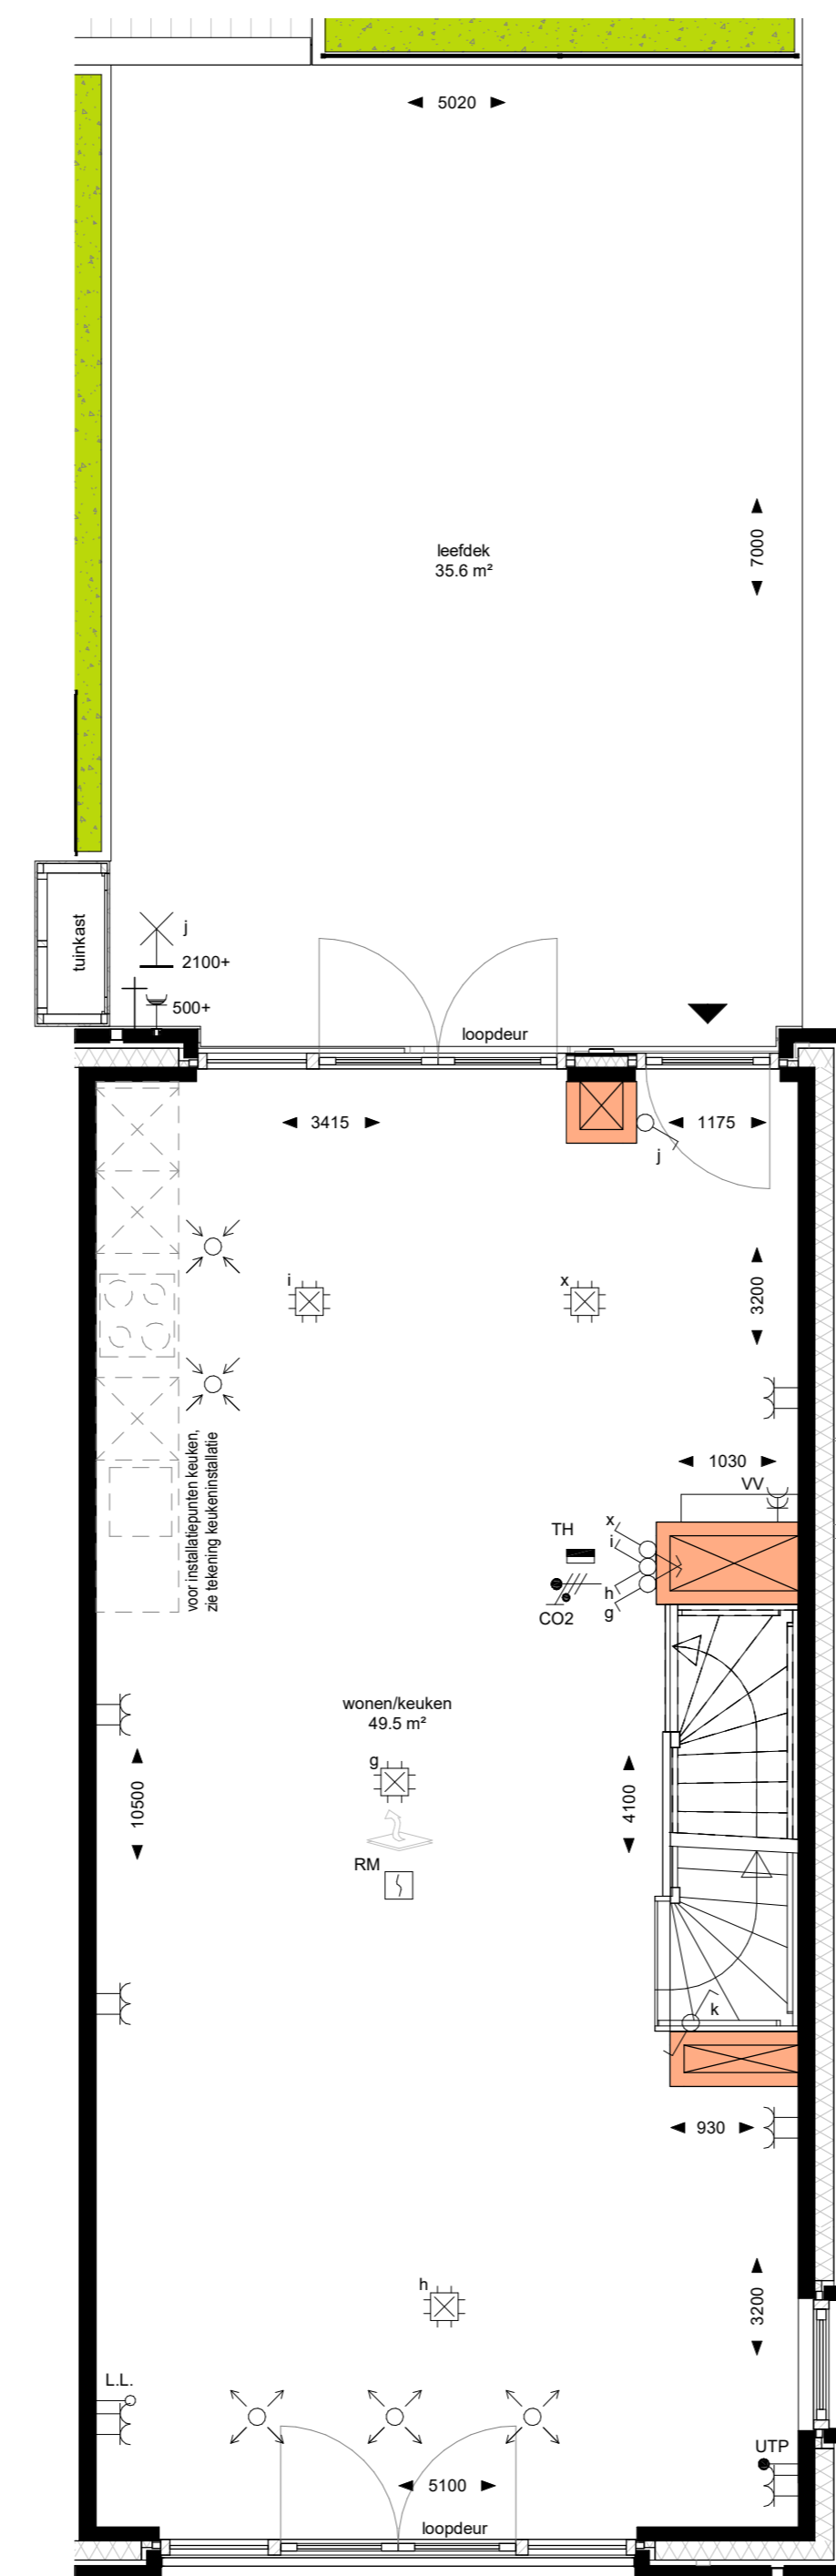 5020
leefdek
35.6 m²
7000
tuinkast
j
2100+
500+
loopdeur
3415
1175
j
i
x
3200
voor installatiepunten keuken,
zie tekening keukeninstallatie
1030
VV
x
TH
i
h
CO2
g
wonen/keuken
49.5 m²
g
10500
4100
RM
k
930
h
3200
L.L.
UTP
5100
loopdeur